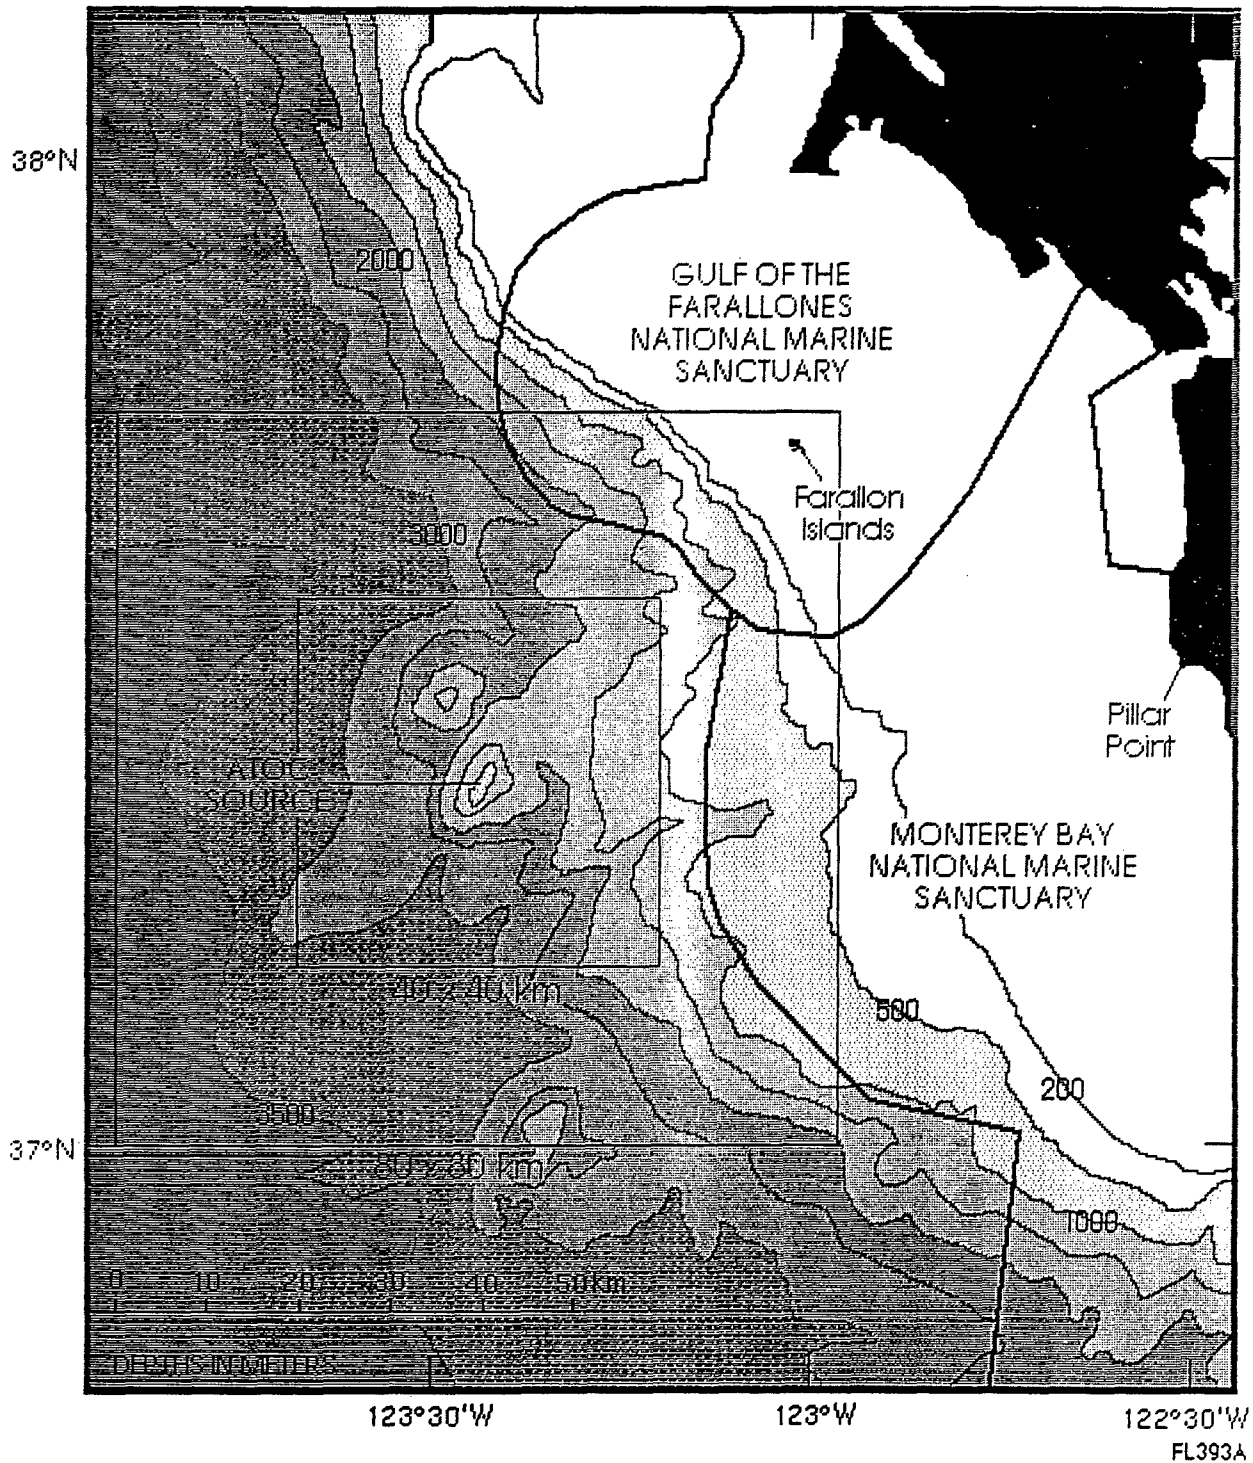 38°N
2000
GULF OF THE
FARALLONES
NATIONAL MARINE
SANCTUARY
Farallon
Islands
3000
Pillar
Point
ATOC
SOURCE
MONTEREY BAY
NATIONAL MARINE
SANCTUARY
40 x 40 km
500
200
3500
37°N
80 x 80 km
1000
0 10 20 30 40 50 km
DEPTHS IN METERS
123°30'W
123°W
122°30'W
FL393A